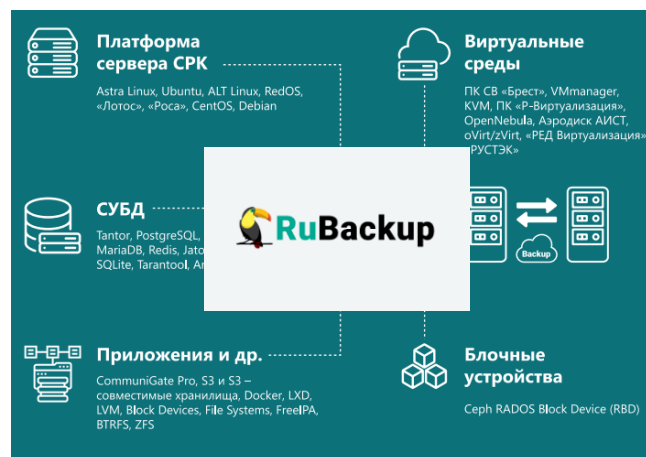 Платформа
сервера СРК
Astra Linux, Ubuntu, ALT Linux, RedOS,
«Лотос», «Роса», CentOS, Debian
Виртуальные
среды
ПК СВ «Брест», VMmanager,
KVM, ПК «Р-Виртуализация»,
OpenNebula, Аэродиск АИСТ,
oVirt/zVirt, «РЕД Виртуализация»
РУСТЭК»
СУБД
Tantor, PostgreSQL,
MariaDB, Redis,
SQLite, Tarantool,
RuBackup
Backup
Приложения и др.
CommuniGate Pro, S3 и S3 –
совместимые хранилища, Docker, LXD,
LVM, Block Devices, File Systems, FreeIPA,
BTRFS, ZFS
Блочные
устройства
Ceph RADOS Block Device (RBD)